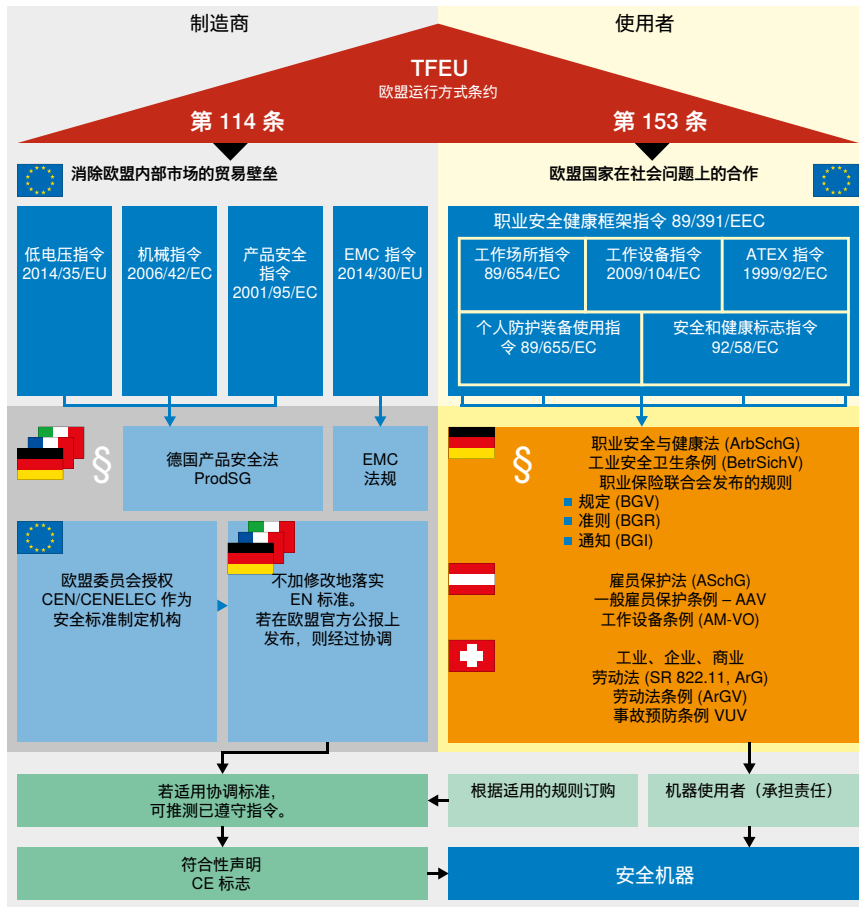 制造商
使用者
TFEU
欧盟运行方式条约
第 114 条
第 153 条
消除欧盟内部市场的贸易壁垒
欧盟国家在社会问题上的合作
低电压指令
2014/35/EU
机械指令
2006/42/EC
产品安全
指令
2001/95/EC
EMC 指令
2014/30/EU
职业安全健康框架指令 89/391/EEC
工作场所指令
89/654/EC
工作设备指令
2009/104/EC
ATEX 指令
1999/92/EC
个人防护装备使用指
令 89/655/EC
安全和健康标志指令
92/58/EC
§
德国产品安全法
ProdSG
EMC
法规
§
职业安全与健康法 (ArbSchG)
工业安全卫生条例 (BetrSichV)
职业保险联合会发布的规则
规定 (BGV)
准则 (BGR)
通知 (BGI)
欧盟委员会授权
CEN/CENELEC 作为
安全标准制定机构
不加修改地落实
EN 标准。
若在欧盟官方公报上
发布，则经过协调
雇员保护法 (ASchG)
一般雇员保护条例 – AAV
工作设备条例 (AM-VO)
工业、企业、商业
劳动法 (SR 822.11, ArG)
劳动法条例 (ArGV)
事故预防条例 VUV
若适用协调标准，
可推测已遵守指令。
根据适用的规则订购
机器使用者（承担责任）
符合性声明
CE 标志
安全机器